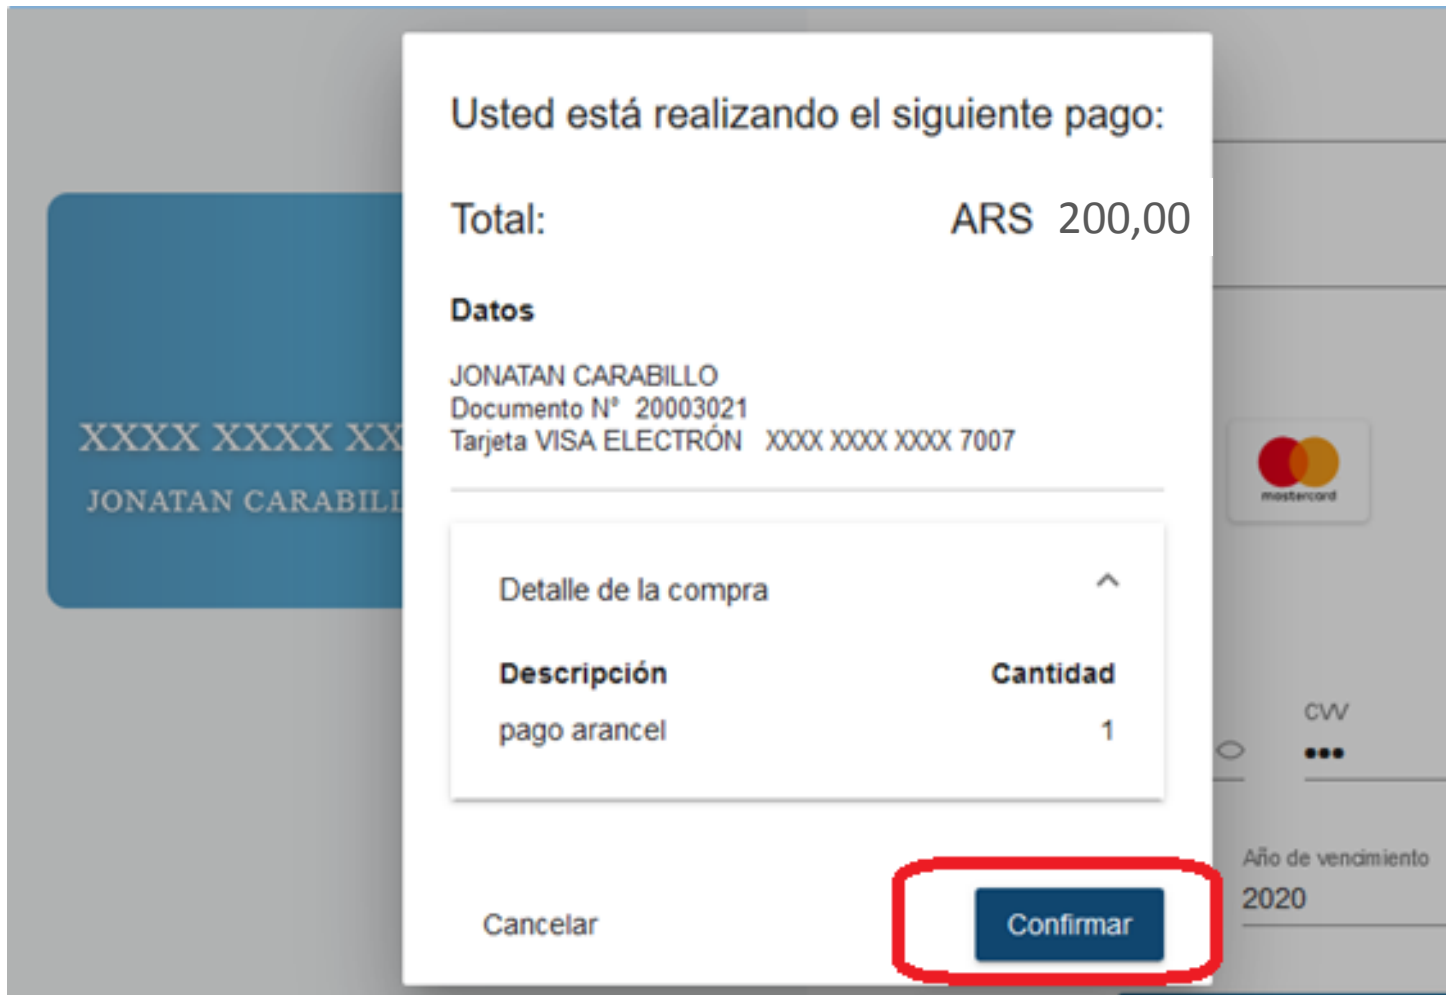 Usted está realizando el siguiente pago:
Total: ARS 200,00
Datos
JONATAN CARABILLO
Documento N° 20003021
Tarjeta VISA ELECTRÓN XXXX XXXX XXXX 7007
XXXX XXXX XX
JONATAN CARABILL
mastercard
Detalle de la compra
Descripción Cantidad
pago arancel 1
CVV
•••
Año de vencimiento
2020
Cancelar Confirmar